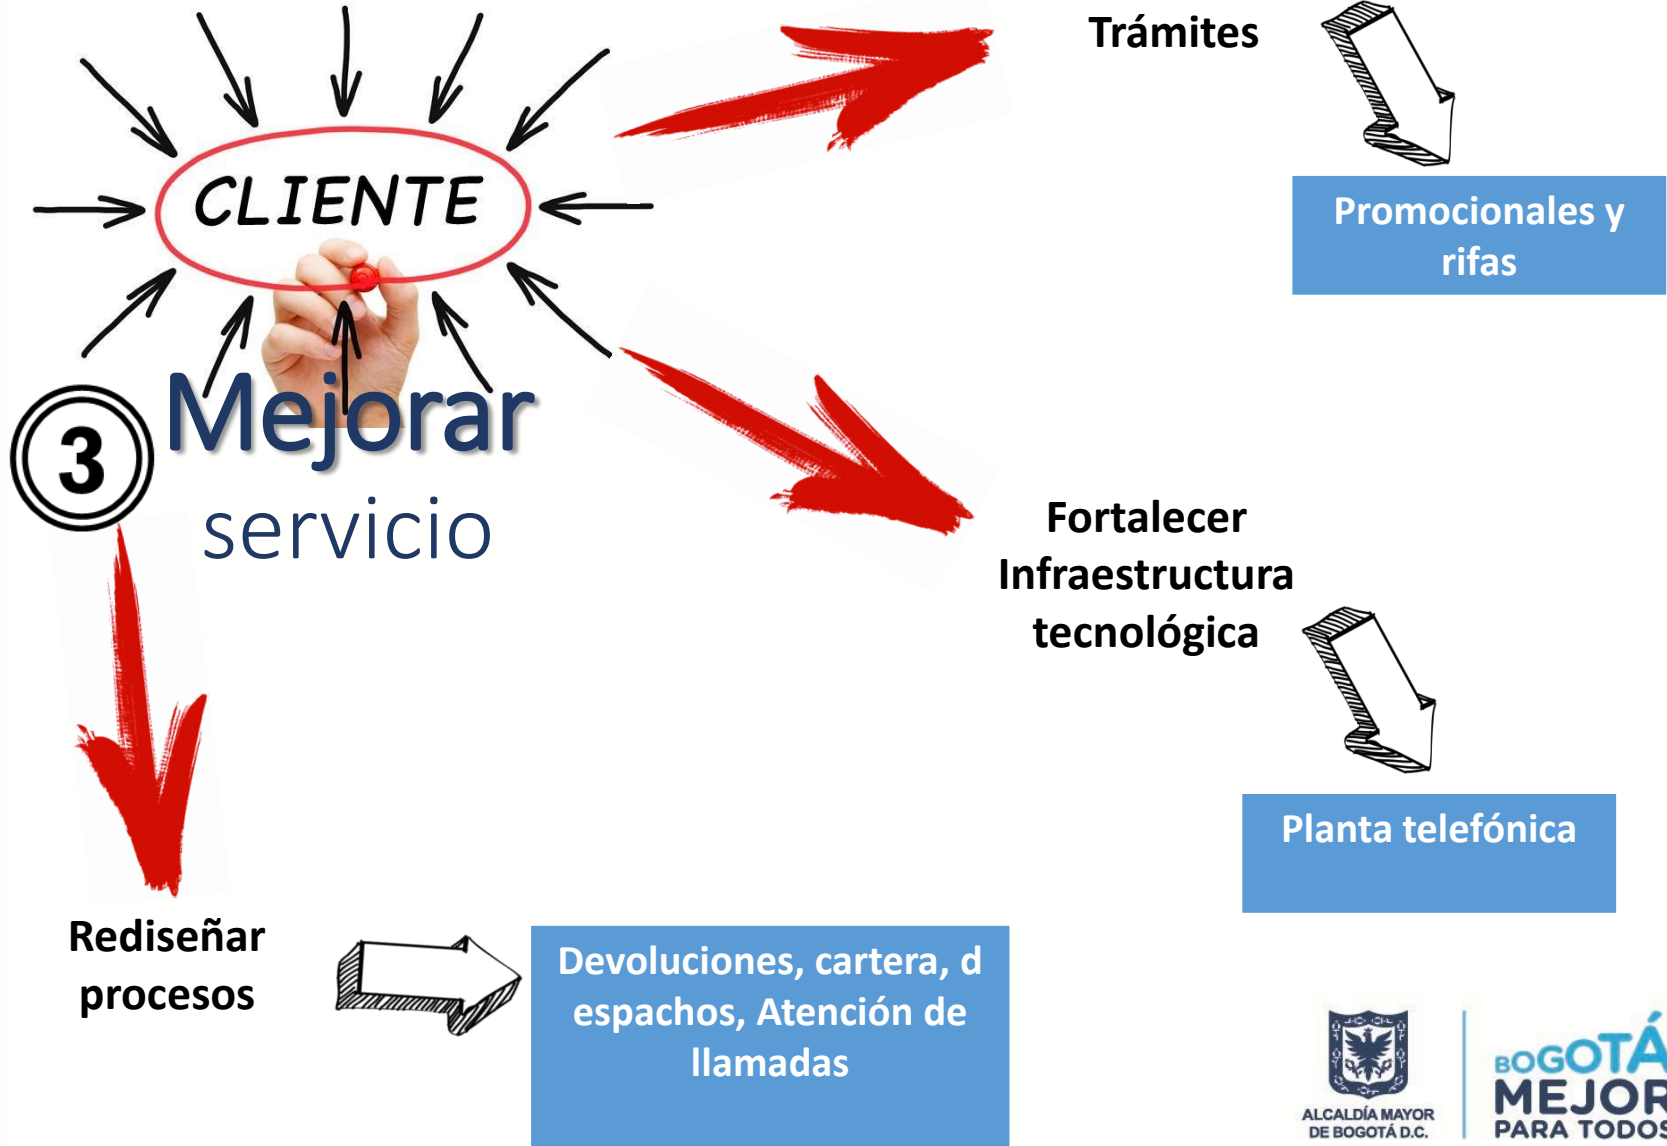 Trámites
Promocionales y
rifas
CLIENTE
3
Mejorar
servicio
Fortalecer
Infraestructura
tecnológica
Planta telefónica
Rediseñar
procesos
Devoluciones, cartera, d
espachos, Atención de
llamadas
ALCALDÍA MAYOR
DE BOGOTÁ D.C.
BOGOTÁ
MEJOR
PARA TODOS